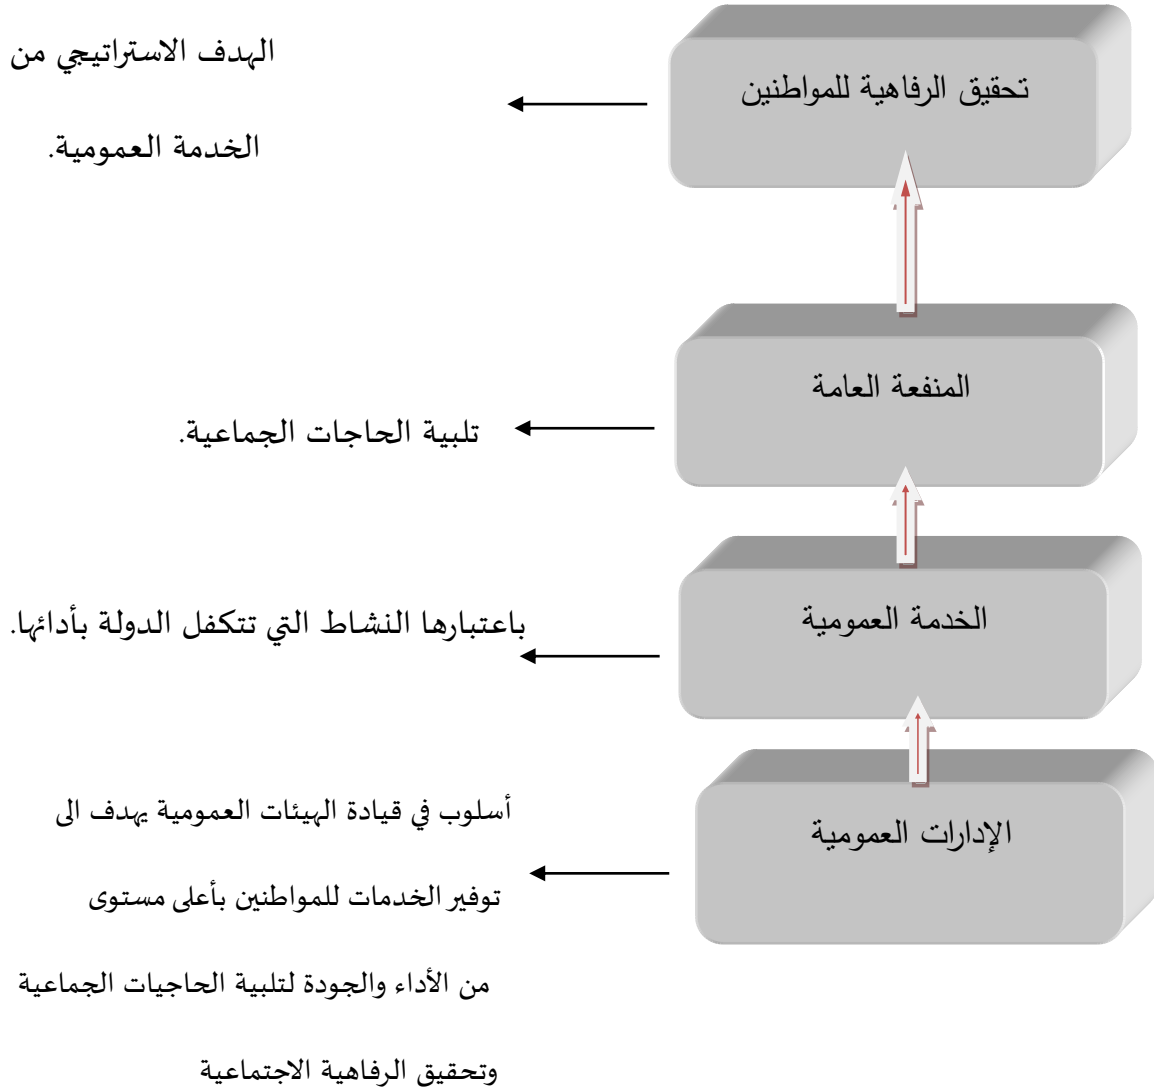 تحقيق الرفاهية للمواطنين
الهدف الاستراتيجي من
الخدمة العمومية.
المنفعة العامة
تلبية الحاجات الجماعية.
الخدمة العمومية
باعتبارها النشاط التي تتكفل الدولة بأدائها.
الإدارات العمومية
أسلوب في قيادة الهيئات العمومية يهدف الى
توفير الخدمات للمواطنين بأعلى مستوى
من الأداء والجودة لتلبية الحاجيات الجماعية
وتحقيق الرفاهية الاجتماعية